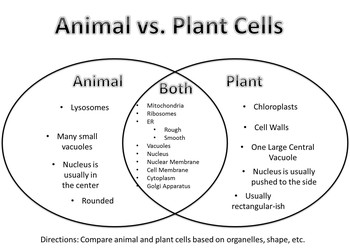 Animal vs. Plant Cells
Animal
Both
Plant
• Lysosomes
• Many small
vacuoles
• Nucleus is
usually in
the center
• Rounded
• Mitochondria
• Ribosomes
• ER
• Rough
• Smooth
• Vacuoles
• Nucleus
• Nuclear Membrane
• Cell Membrane
• Cytoplasm
• Golgi Apparatus
• Chloroplasts
• Cell Walls
• One Large Central
Vacuole
• Nucleus is usually
pushed to the side
• Usually
rectangular-ish
Directions: Compare animal and plant cells based on organelles, shape, etc.